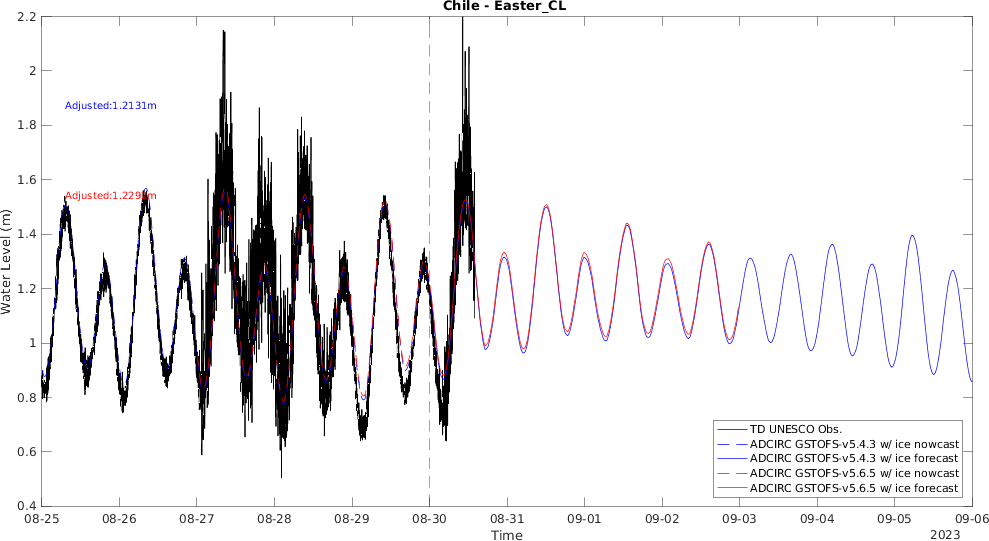 Chile - Easter_CL
2.2
2
1.8
1.6
1.4
1.2
1
0.8
0.6
0.4
Water Level (m)
Adjusted:1.2131m
TD UNESCO Obs.
ADCIRC GSTOFS-v5.4.3 w/ ice nowcast
ADCIRC GSTOFS-v5.4.3 w/ ice forecast
ADCIRC GSTOFS-v5.6.5 w/ ice nowcast
ADCIRC GSTOFS-v5.6.5 w/ ice forecast
08-25 08-26 08-27 08-28 08-29 08-30 08-31 09-01 09-02 09-03 09-04 09-05 09-06
Time
2023